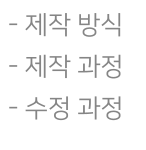 - 제작 방식
- 제작 과정
- 수정 과정